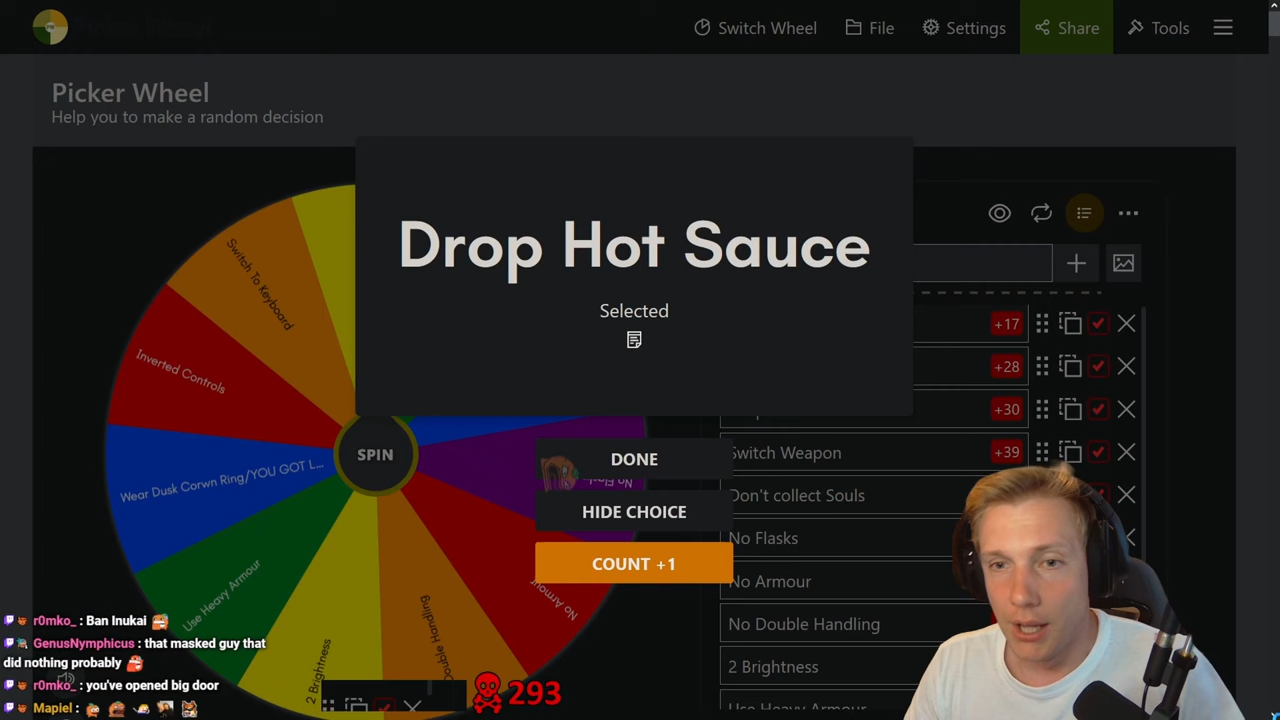 Switch Wheel
File
Settings
Share
Tools
Picker Wheel
Help you to make a random decision
Drop Hot Sauce
Selected
DONE
HIDE CHOICE
COUNT +1
SPIN
Switch To Keyboard
Inverted Controls
Wear Dusk Corwn Ring/YOU GOT L...
Use Heavy Armour
2 Brightness
Double Handling
No Armour
+17
+28
+30
Switch Weapon
+39
Don't collect Souls
No Flasks
No Armour
No Double Handling
2 Brightness
Use Heavy Armour
r0mko_ : Ban Inukai
GenusNymphicus : that masked guy that
did nothing probably
r0mko_ : you've opened big door
Mapiel :
293